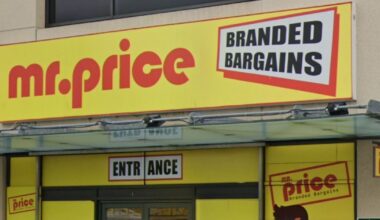 mr.price
BRANDED
BARGAINS
ENTRANCE
mr.
price
Branded Bargains